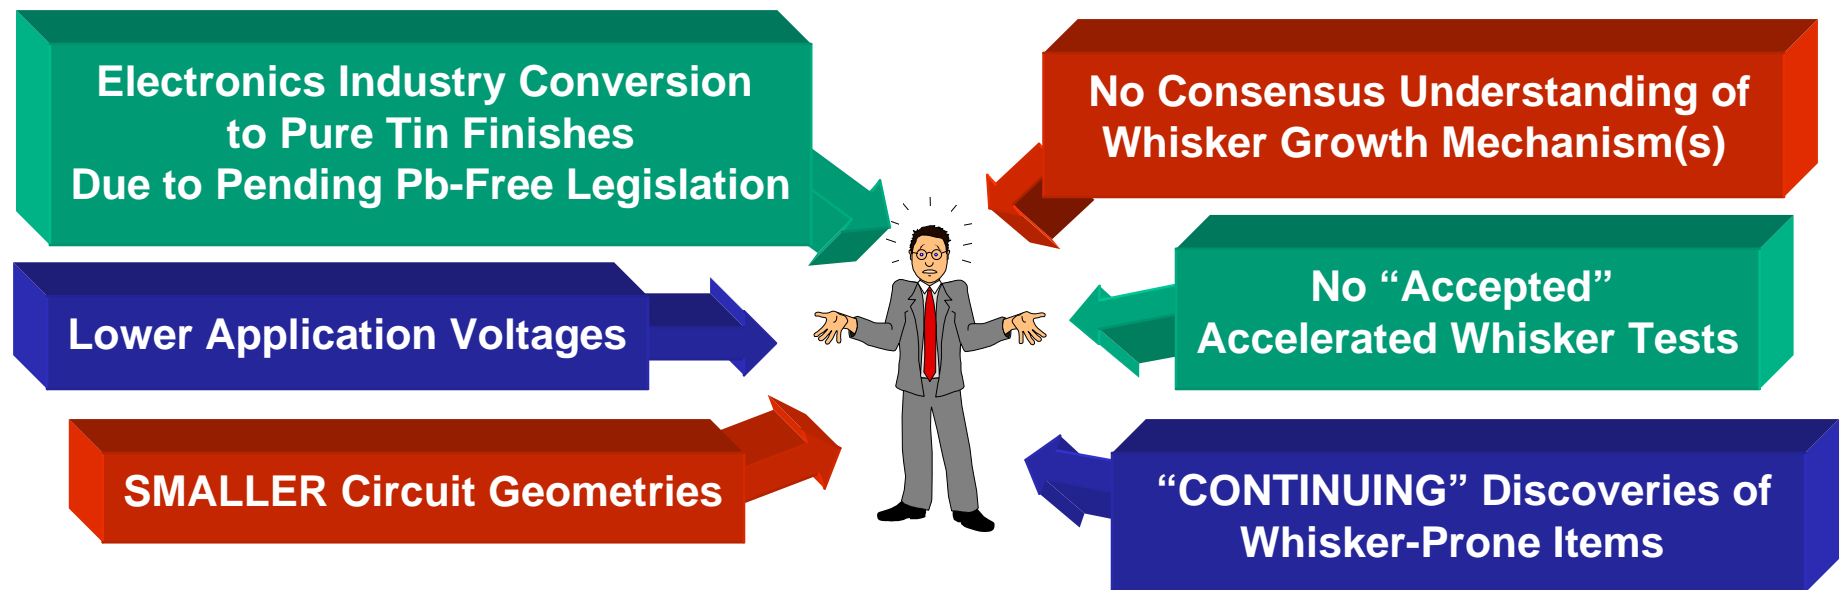 Electronics Industry Conversion
to Pure Tin Finishes
Due to Pending Pb-Free Legislation
Lower Application Voltages
SMALLER Circuit Geometries
No Consensus Understanding of
Whisker Growth Mechanism(s)
No “Accepted”
Accelerated Whisker Tests
“CONTINUING” Discoveries of
Whisker-Prone Items